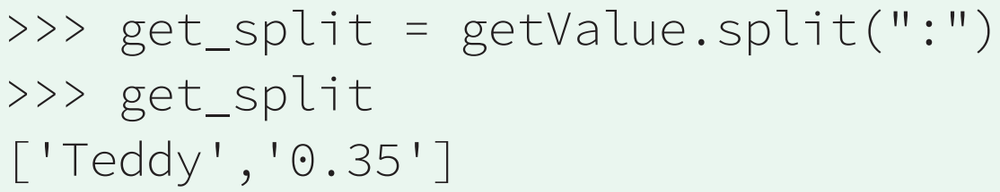 >>> get_split = getValue.split(":")
>>> get_split
['Teddy','0.35']